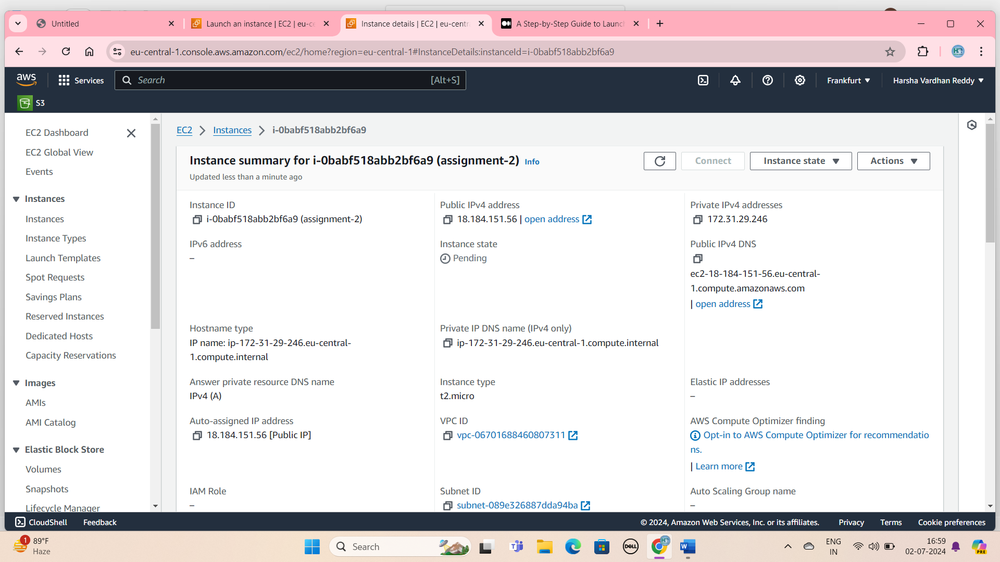 Untitled
Launch an instance | EC2 | eu-ce
Instance details | EC2 | eu-centr
A Step-by-Step Guide to Launc
eu-central-1.console.aws.amazon.com/ec2/home?region=eu-central-1#InstanceDetails:instanceId=i-0babf518abb2bf6a9
aws
Services
Search
[Alt+S]
Frankfurt
Harsha Vardhan Reddy
S3
EC2 Dashboard
EC2 Global View
Events
Instances
Instances
Instance Types
Launch Templates
Spot Requests
Savings Plans
Reserved Instances
Dedicated Hosts
Capacity Reservations
Images
AMIs
AMI Catalog
Elastic Block Store
Volumes
Snapshots
Lifecycle Manager
EC2 > Instances > i-0babf518abb2bf6a9
Instance summary for i-0babf518abb2bf6a9 (assignment-2) Info
Updated less than a minute ago
Connect
Instance state
Actions
Instance ID
i-0babf518abb2bf6a9 (assignment-2)
Public IPv4 address
18.184.151.56 | open address
Private IPv4 addresses
172.31.29.246
IPv6 address
–
Instance state
Pending
Public IPv4 DNS
ec2-18-184-151-56.eu-central-
1.compute.amazonaws.com
| open address
Hostname type
IP name: ip-172-31-29-246.eu-central-
1.compute.internal
Private IP DNS name (IPv4 only)
ip-172-31-29-246.eu-central-1.compute.internal
Answer private resource DNS name
IPv4 (A)
Instance type
t2.micro
Elastic IP addresses
–
Auto-assigned IP address
18.184.151.56 [Public IP]
VPC ID
vpc-06701688460807311
AWS Compute Optimizer finding
Opt-in to AWS Compute Optimizer for recommendatio
ns.
| Learn more
IAM Role
–
Subnet ID
subnet-089e326887dda94ba
Auto Scaling Group name
–
CloudShell
Feedback
© 2024, Amazon Web Services, Inc. or its affiliates.
Privacy
Terms
Cookie preferences
1
89°F
Haze
Search
DELL
W
ENG
IN
16:59
02-07-2024
PRE